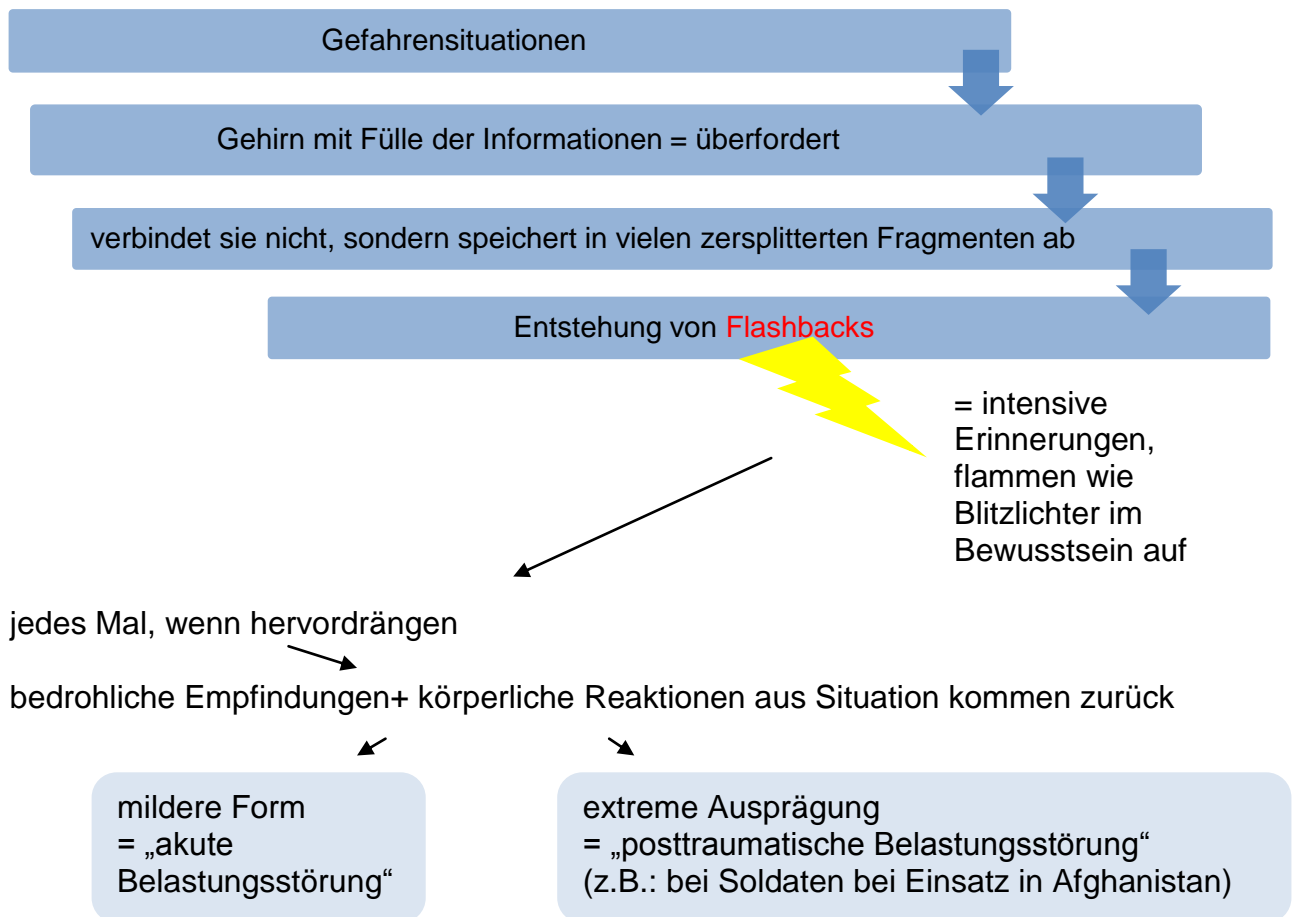 Gefahrensituationen
Gehirn mit Fülle der Informationen = überfordert
verbindet sie nicht, sondern speichert in vielen zersplitterten Fragmenten ab
Entstehung von Flashbacks
= intensive
Erinnerungen,
flammen wie
Blitzlichter im
Bewusstsein auf
jedes Mal, wenn hervordrängen
bedrohliche Empfindungen+ körperliche Reaktionen aus Situation kommen zurück
mildere Form
= „akute
Belastungsstörung“
extreme Ausprägung
= „posttraumatische Belastungsstörung“
(z.B.: bei Soldaten bei Einsatz in Afghanistan)